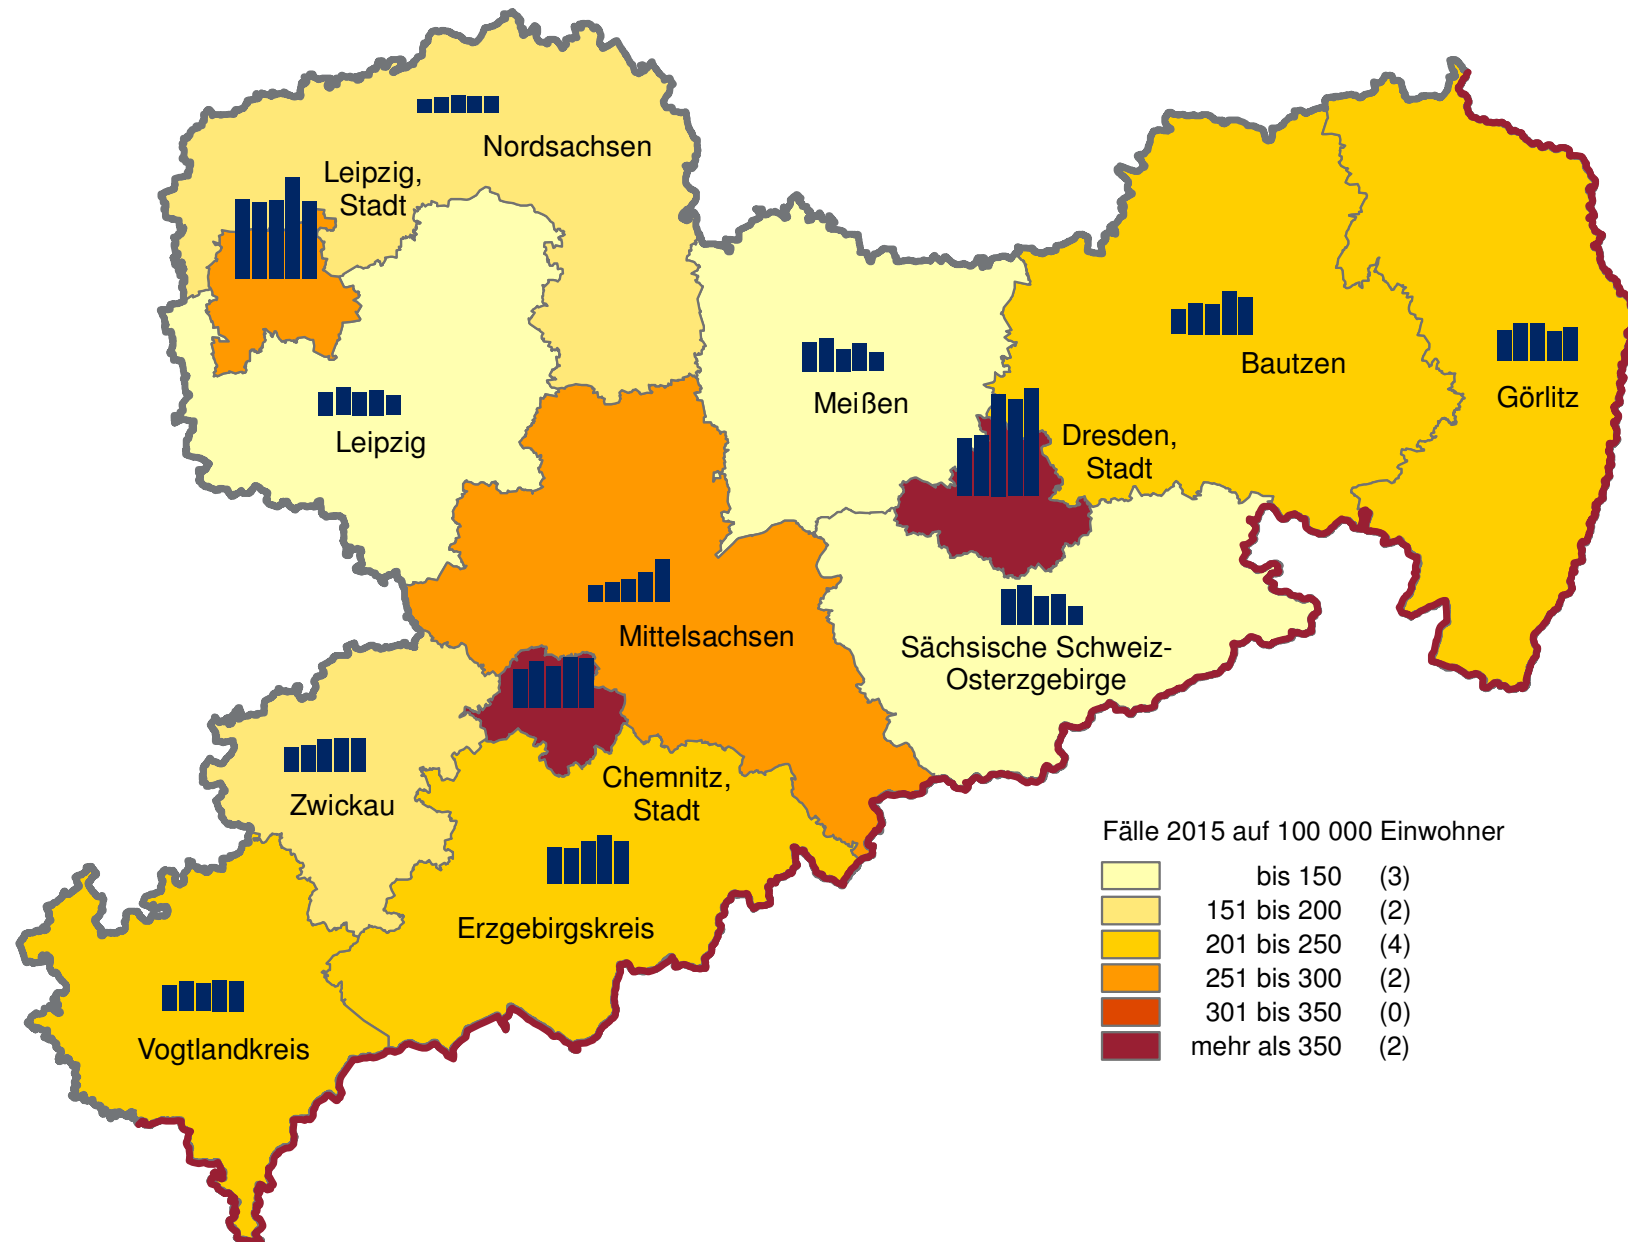 Nordsachsen
Leipzig,
Stadt
Leipzig
Meißen
Bautzen
Görlitz
Dresden,
Stadt
Mittelsachsen
Sächsische Schweiz-
Osterzgebirge
Chemnitz,
Stadt
Zwickau
Erzgebirgskreis
Vogtlandkreis
Fälle 2015 auf 100 000 Einwohner
bis 150 (3)
151 bis 200 (2)
201 bis 250 (4)
251 bis 300 (2)
301 bis 350 (0)
mehr als 350 (2)